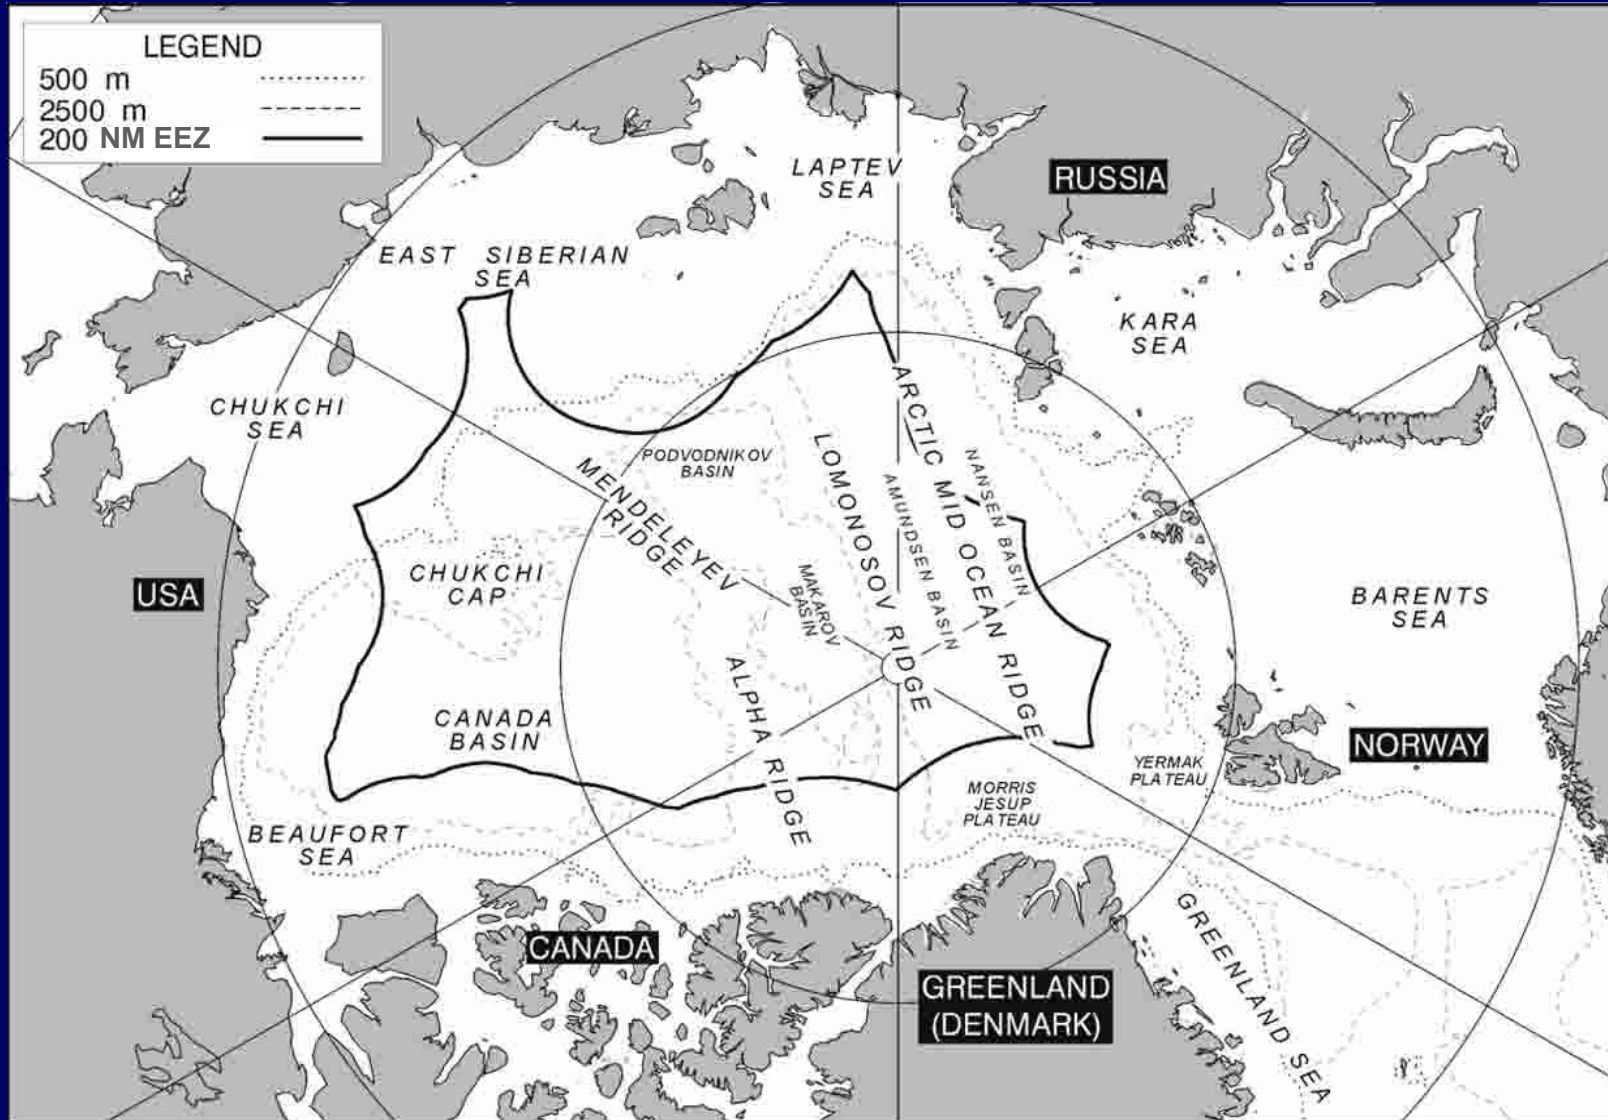 LEGEND
500 m
2500 m
200 NM EEZ
LAPTEV
SEA
RUSSIA
EAST SIBERIAN
SEA
KARA
SEA
CHUKCHI
SEA
ARCTIC MID OCEAN RIDGE
LOMONOSOV RIDGE
NANSEN BASIN
AMUNDSEN BASIN
PODVODNIKOV
BASIN
MENDELEYEV
RIDGE
MAKAROV
BASIN
CHUKCHI
CAP
USA
BARENTS
SEA
ALPHA RIDGE
CANADA
BASIN
NORWAY
YERMAK
PLATEAU
MORRIS
JESUP
PLATEAU
BEAUFORT
SEA
GREENLAND SEA
CANADA
GREENLAND
(DENMARK)